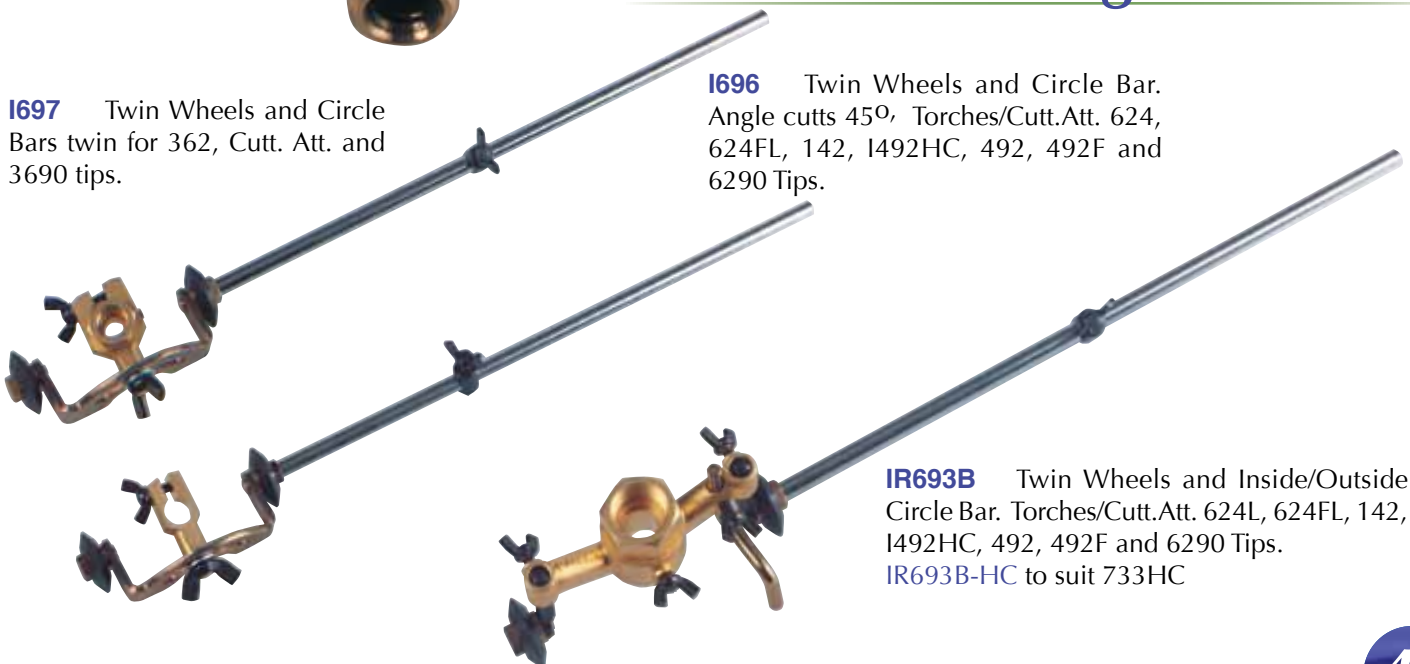 I697 Twin Wheels and Circle
Bars twin for 362, Cutt. Att. and
3690 tips.
I696 Twin Wheels and Circle Bar.
Angle cutts 45º, Torches/Cutt.Att. 624,
624FL, 142, I492HC, 492, 492F and
6290 Tips.
IR693B Twin Wheels and Inside/Outside
Circle Bar. Torches/Cutt.Att. 624L, 624FL, 142,
I492HC, 492, 492F and 6290 Tips.
IR693B-HC to suit 733HC